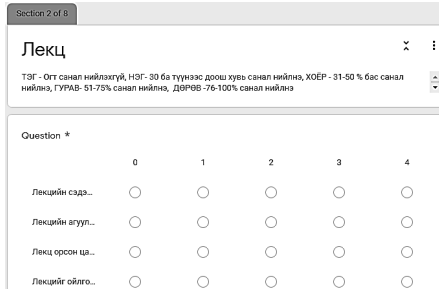 Section 2 of 8
Лекц
ТЭГ - Огт санал нийлэхгүй, НЭГ- 30 ба түүнээс доош хувь санал нийлнэ, ХОЁР - 31-50 % бас санал
нийлнэ, ГУРАВ- 51-75% санал нийлнэ, ДӨРӨВ -76-100% санал нийлнэ
Question *
0 1 2 3 4
Лекцийн сэдэ...
Лекцийн агуул...
Лекц орсон ца...
Лекцийг ойлго...